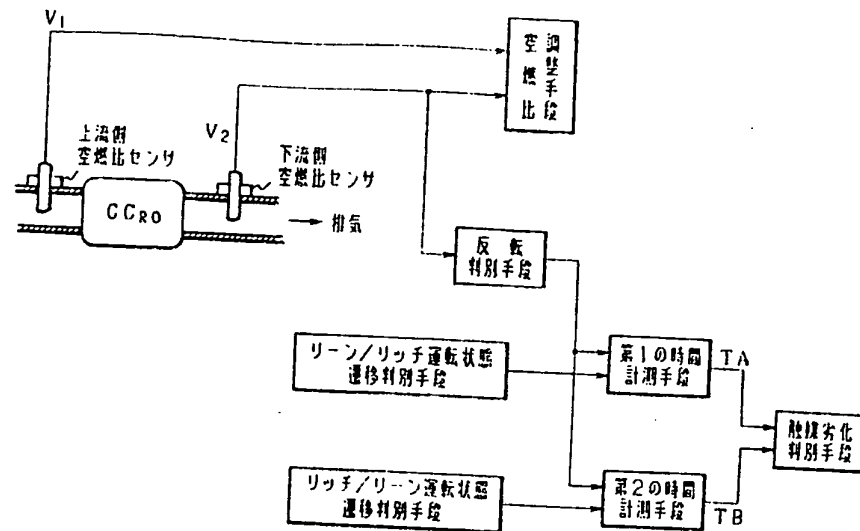 V1
V2
上流側
空燃比センサ
下流側
空燃比センサ
CCRO
排気
空燃比
調整手段
反転
判別手段
リーン/リッチ運転状態
遷移判別手段
第1の時間
計測手段
TA
触媒劣化
判別手段
リッチ/リーン運転状態
遷移判別手段
第2の時間
計測手段
TB